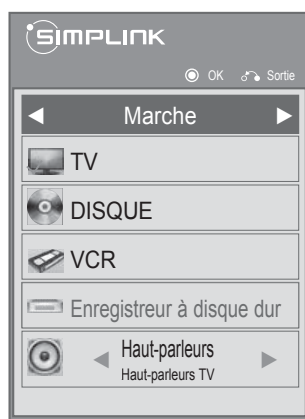 SIMPLINK
OK Sortie
Marche
TV
DISQUE
VCR
Enregistreur à disque dur
Haut-parleurs
Haut-parleurs TV